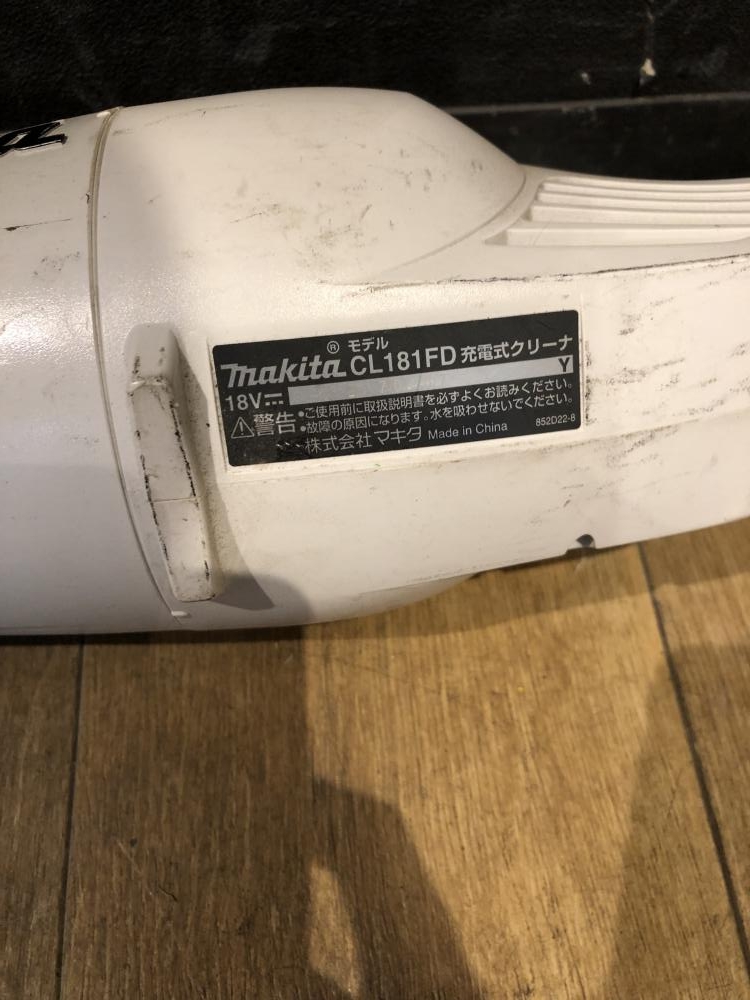 ® モデル
makita CL181FD 充電式クリーナ
18V⎓ Y
⚠警告 •ご使用前に取扱説明書を必ずよくお読みください。
•故障の原因になります。水を吸わせないでください。
株式会社 マキタ Made in China 852D22-8